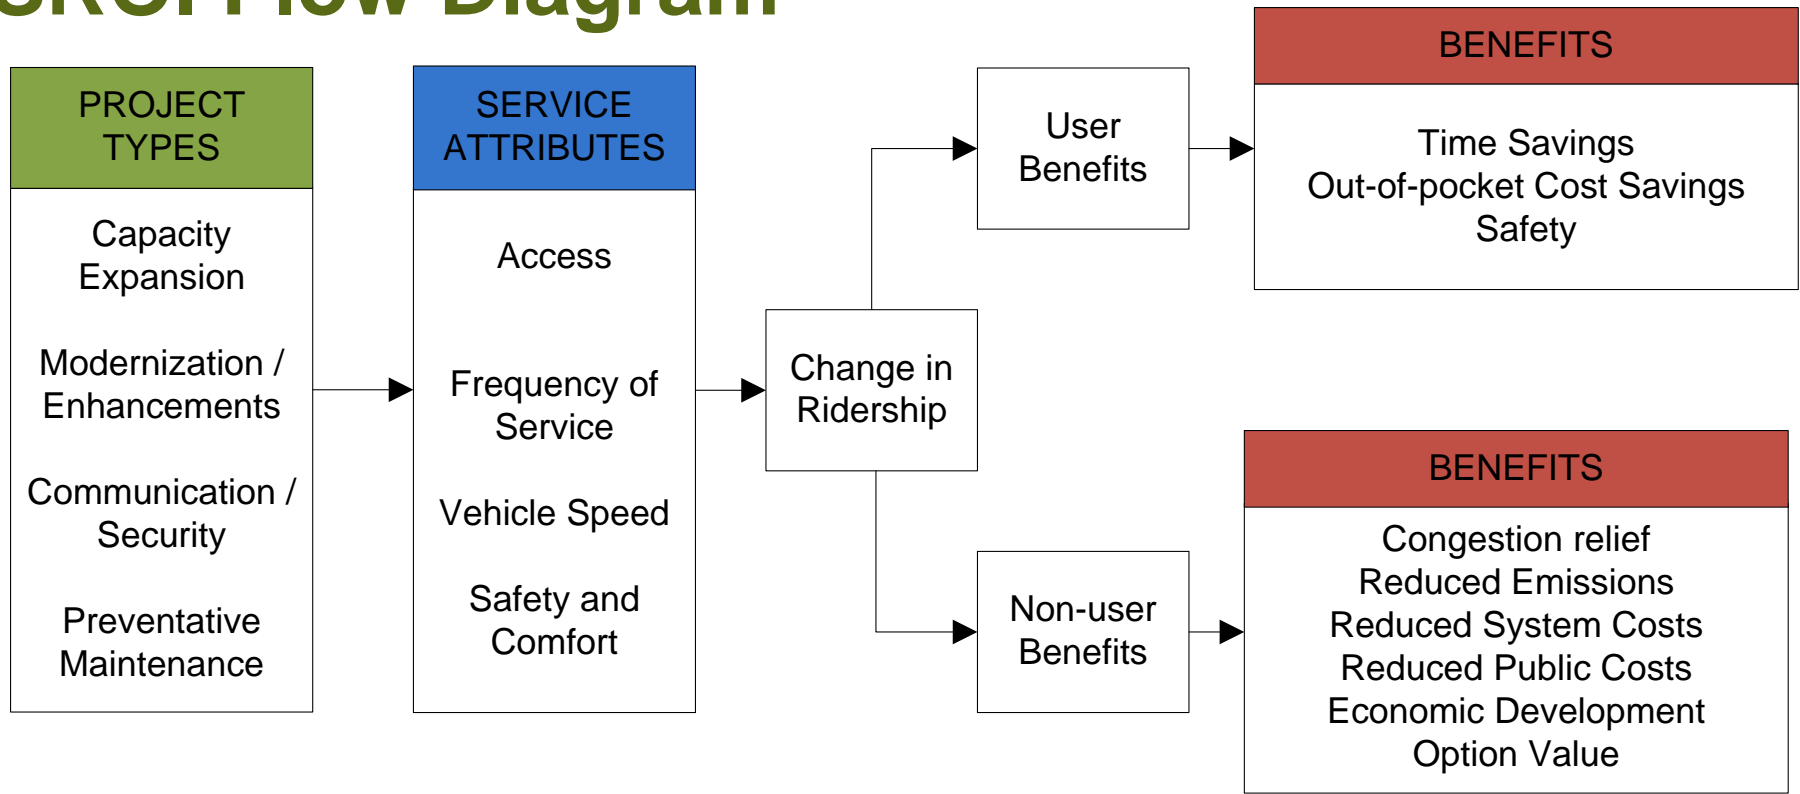 Flow Diagram
PROJECT
TYPES
Capacity
Expansion
Modernization /
Enhancements
Communication /
Security
Preventative
Maintenance
SERVICE
ATTRIBUTES
Access
Frequency of
Service
Vehicle Speed
Safety and
Comfort
Change in
Ridership
User
Benefits
BENEFITS
Time Savings
Out-of-pocket Cost Savings
Safety
Non-user
Benefits
BENEFITS
Congestion relief
Reduced Emissions
Reduced System Costs
Reduced Public Costs
Economic Development
Option Value